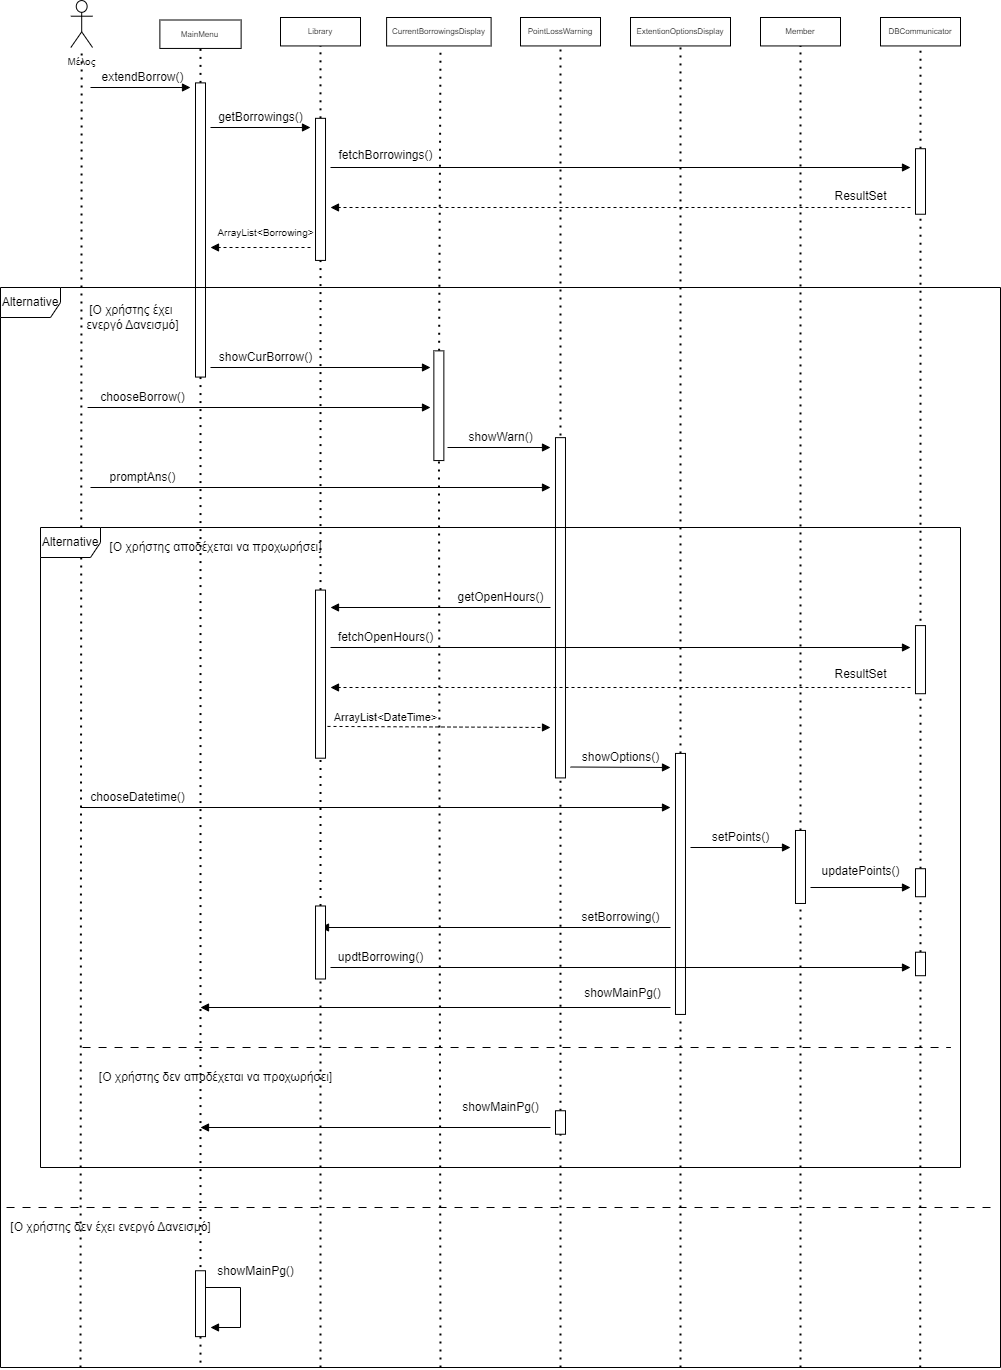 MainMenu
Library
CurrentBorrowingsDisplay
PointLossWarning
ExtentionOptionsDisplay
Member
DBCommunicator
Μέλος
extendBorrow()
getBorrowings()
fetchBorrowings()
ResultSet
ArrayList<Borrowing>
Alternative
[Ο χρήστης έχει
ενεργό Δανεισμό]
showCurBorrow()
chooseBorrow()
showWarn()
promptAns()
Alternative
[Ο χρήστης αποδέχεται να προχωρήσει]
getOpenHours()
fetchOpenHours()
ResultSet
ArrayList<DateTime>
showOptions()
chooseDatetime()
setPoints()
updatePoints()
setBorrowing()
updtBorrowing()
showMainPg()
[Ο χρήστης δεν αποδέχεται να προχωρήσει]
showMainPg()
[Ο χρήστης δεν έχει ενεργό Δανεισμό]
showMainPg()